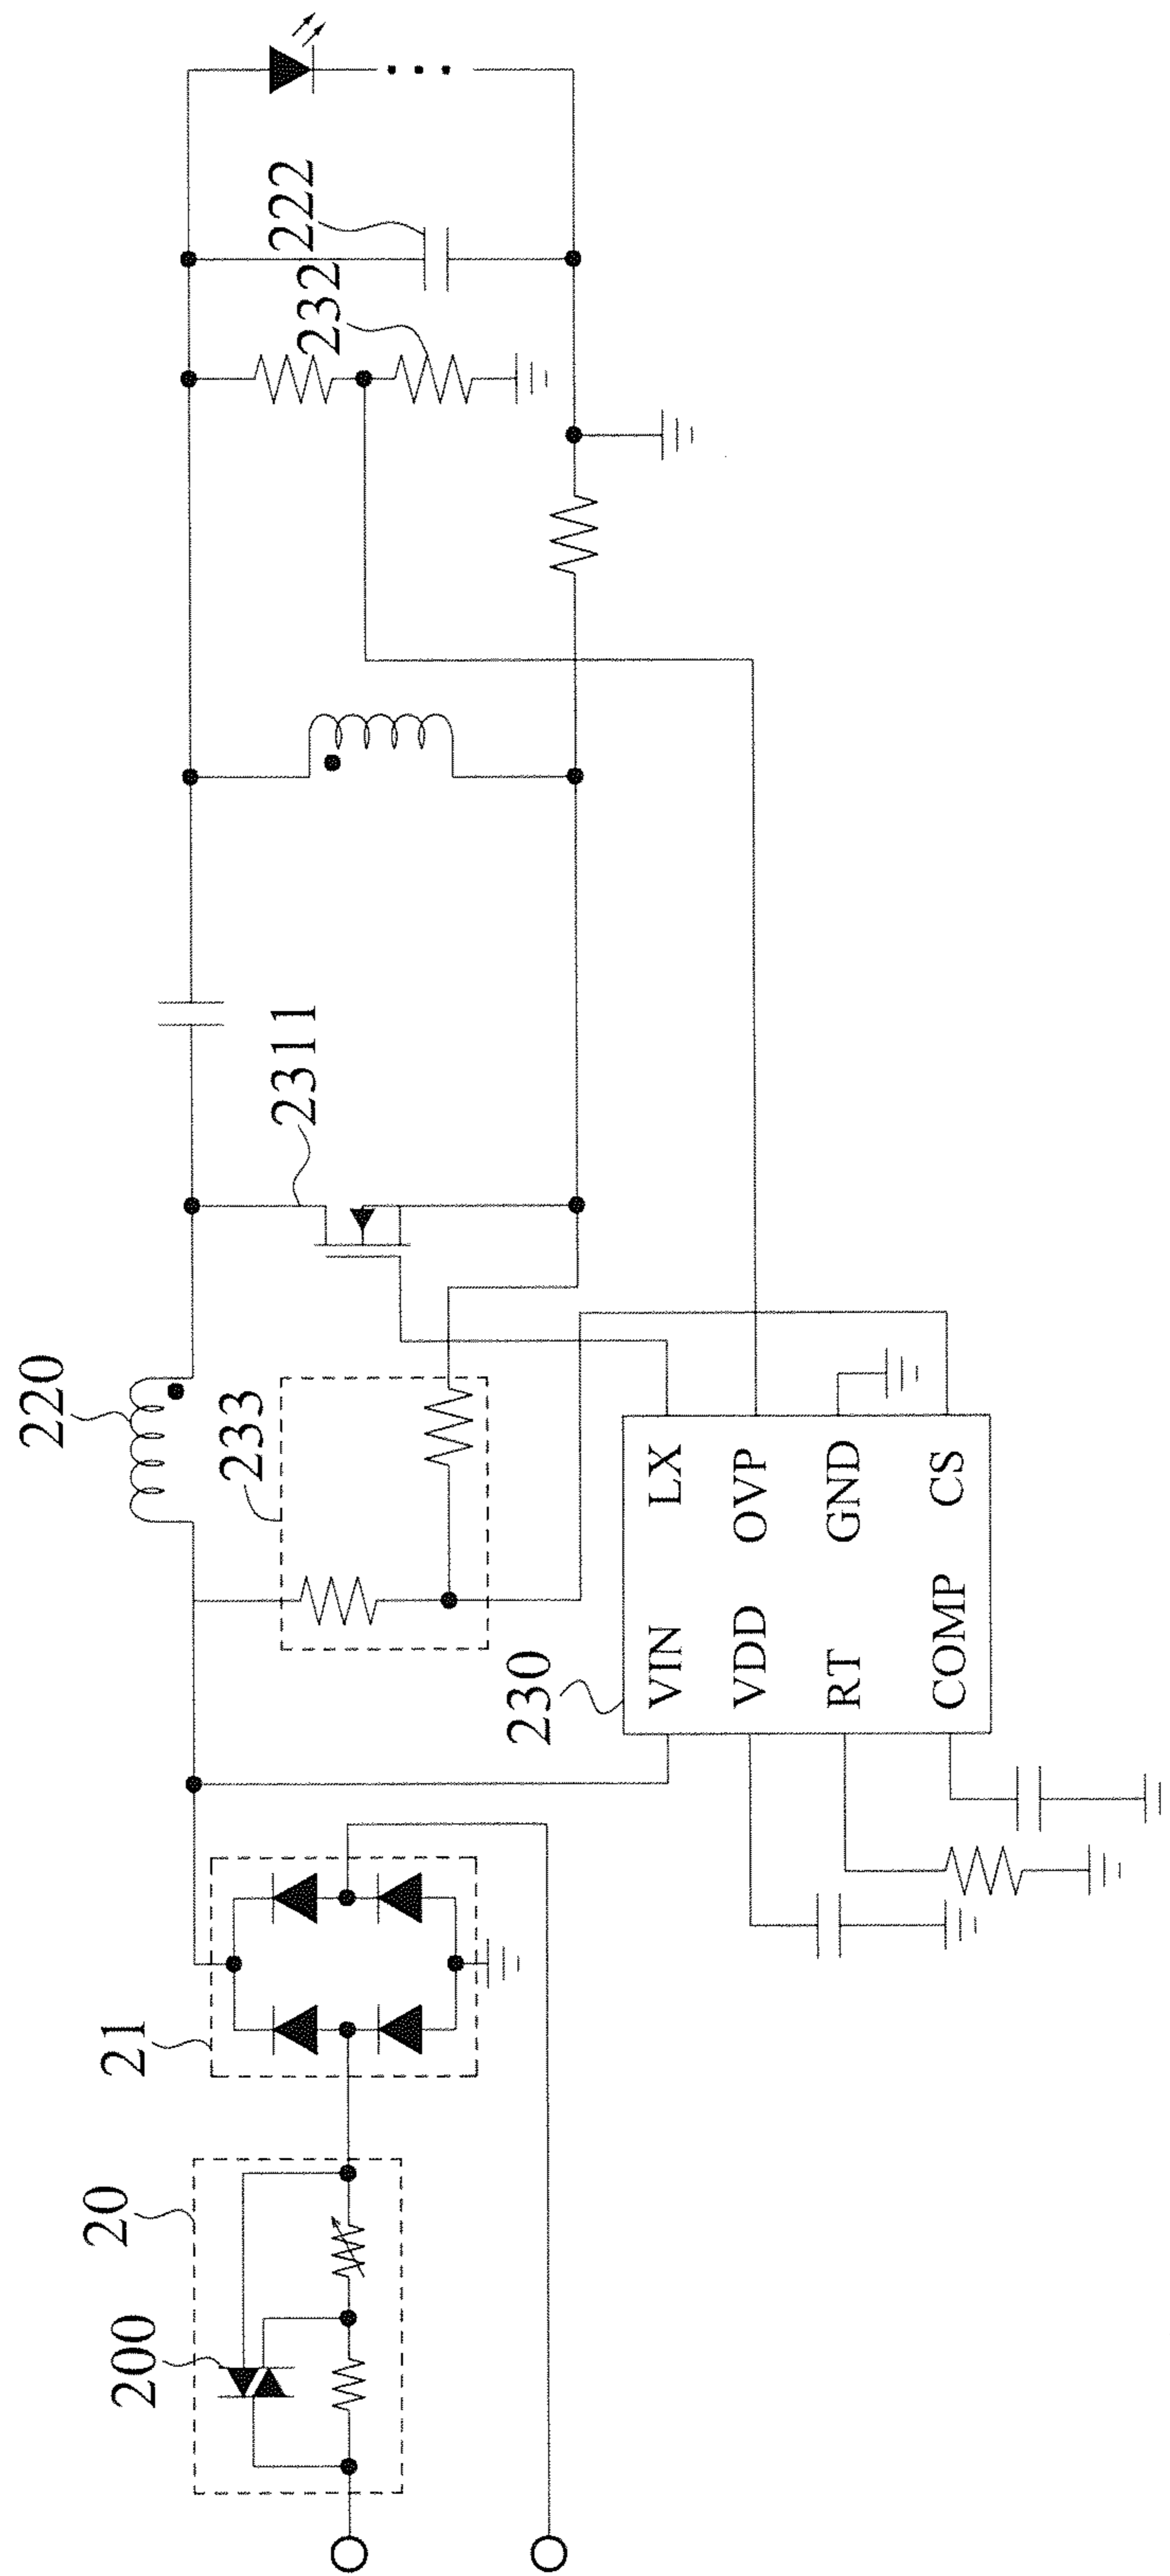 200
20
21
220
233
2311
232
222
230
VIN
LX
VDD
OVP
RT
GND
COMP
CS